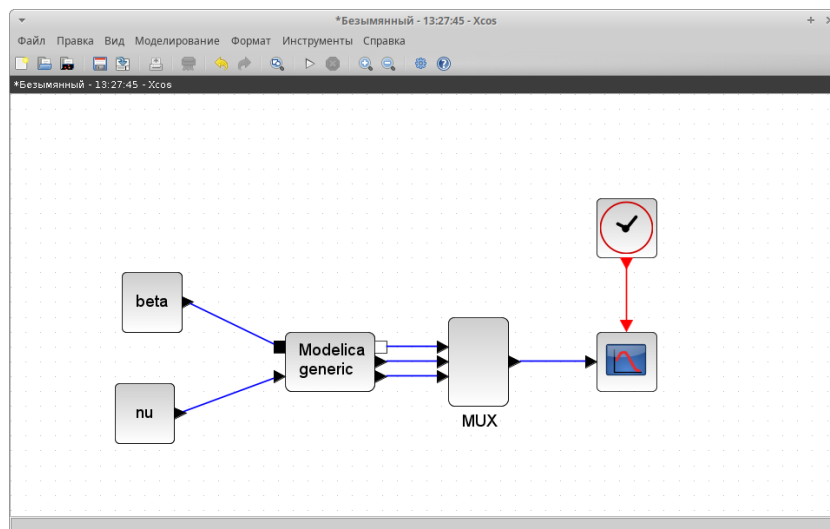 *Безымянный - 13:27:45 - Xcos
Файл Правка Вид Моделирование Формат Инструменты Справка
*Безымянный - 13:27:45 - Xcos
beta
Modelica
generic
nu
MUX